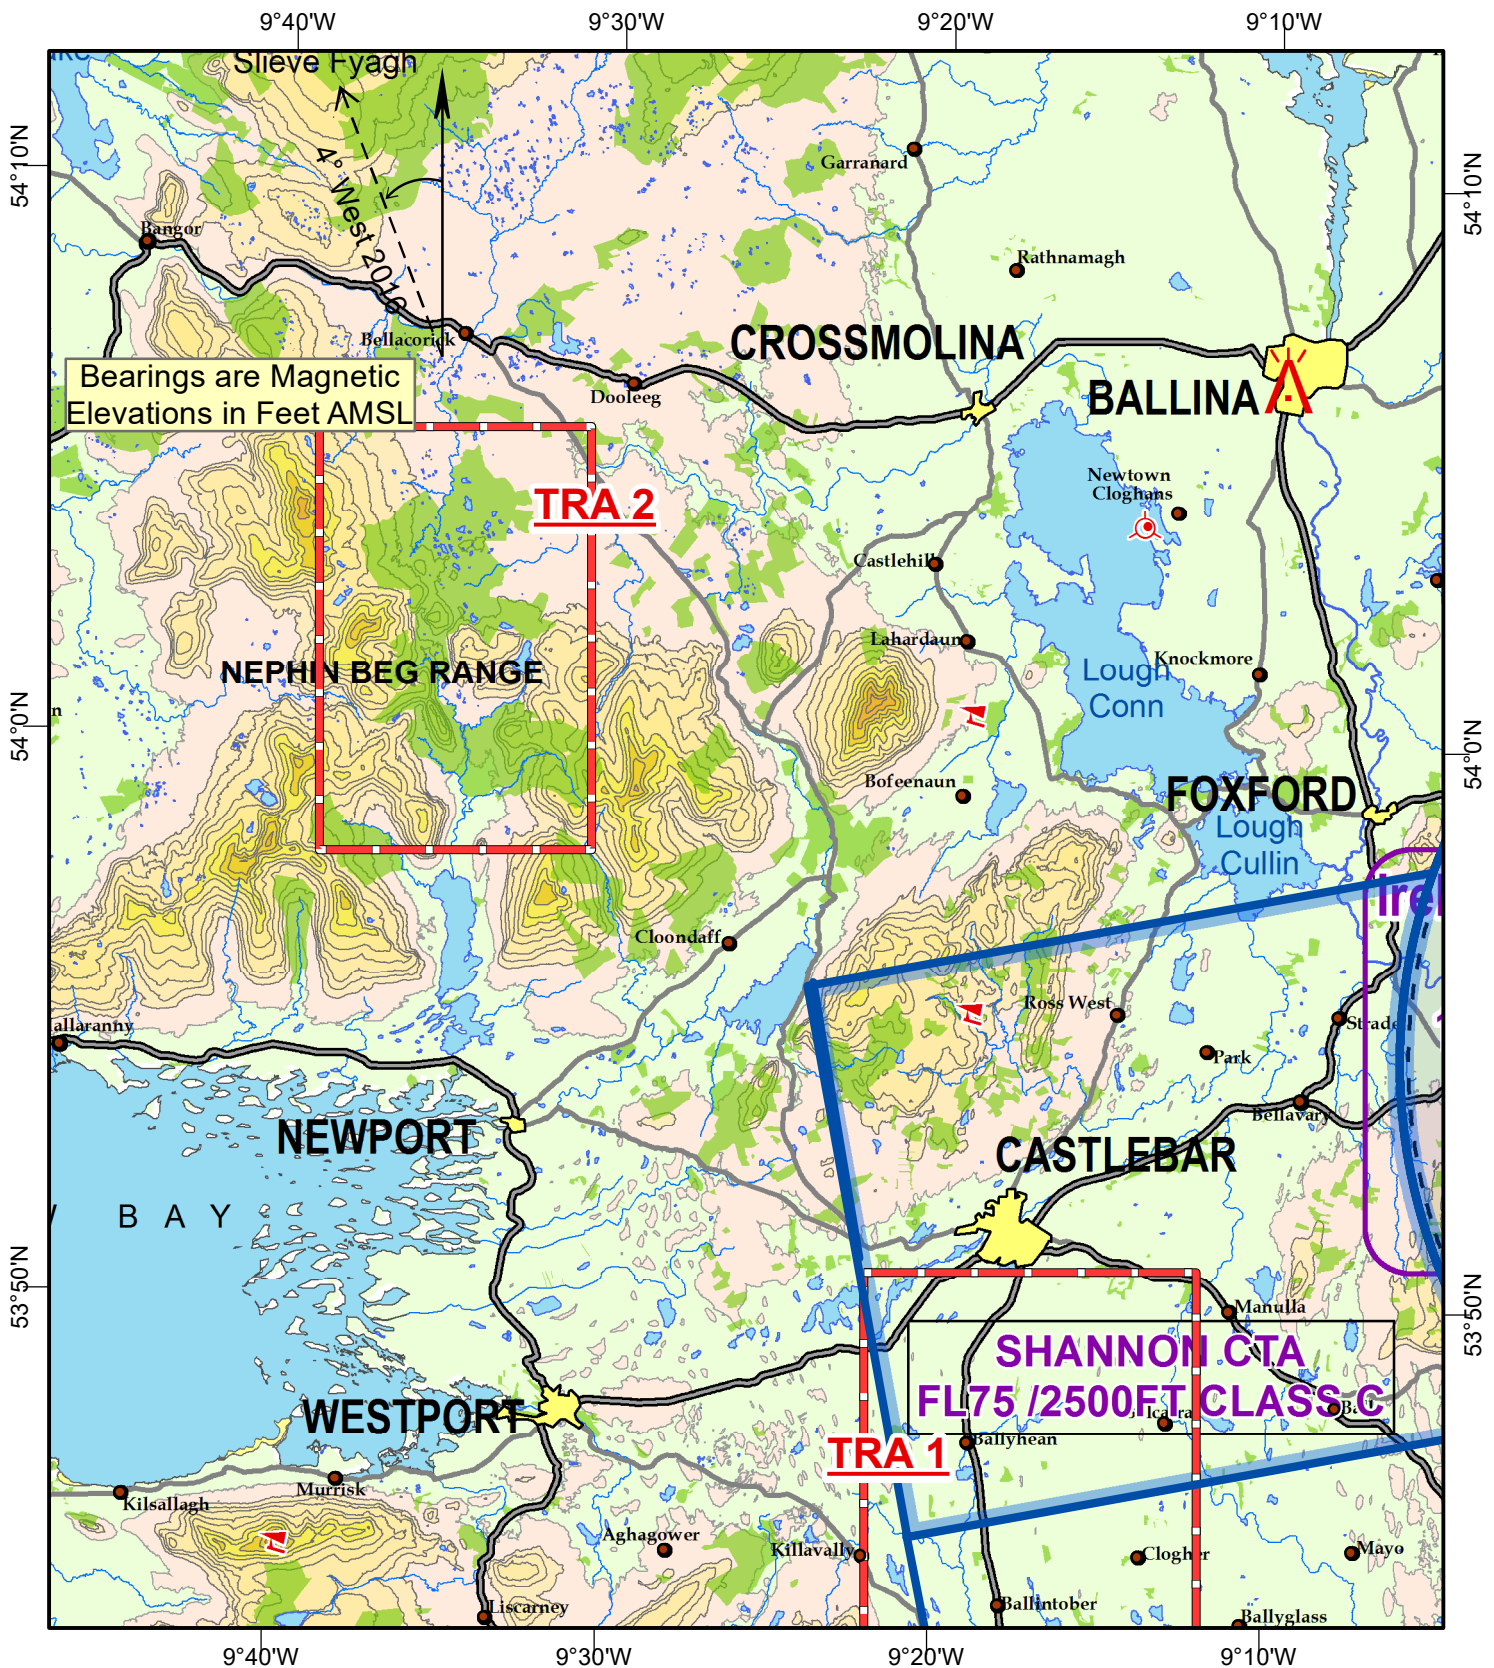 9°40'W
9°30'W
9°20'W
9°10'W
Slieve Fyagh
4° West 2016
54°10'N
54°10'N
Garranard
Bangor
Rathnamagh
Bellacorick
CROSSMOLINA
Bearings are Magnetic
Elevations in Feet AMSL
Dooleeg
BALLINA
TRA 2
Newtown
Cloghans
Castlehill
Lahardaun
NEPHIN BEG RANGE
Knockmore
Lough
Conn
54°0'N
54°0'N
Bofeenaun
FOXFORD
Lough
Cullin
Irel
Cloondaff
Ross West
Strade
allaranny
Park
Bellavary
NEWPORT
CASTLEBAR
BAY
53°50'N
53°50'N
Manulla
SHANNON CTA
FL75 /2500FT CLASS C
WESTPORT
Ballyhean
TRA 1
Murrisk
Kilsallagh
Aghagower
Killavally
Clogher
Mayo
Liscarney
Ballintober
Ballyglass
9°40'W
9°30'W
9°20'W
9°10'W